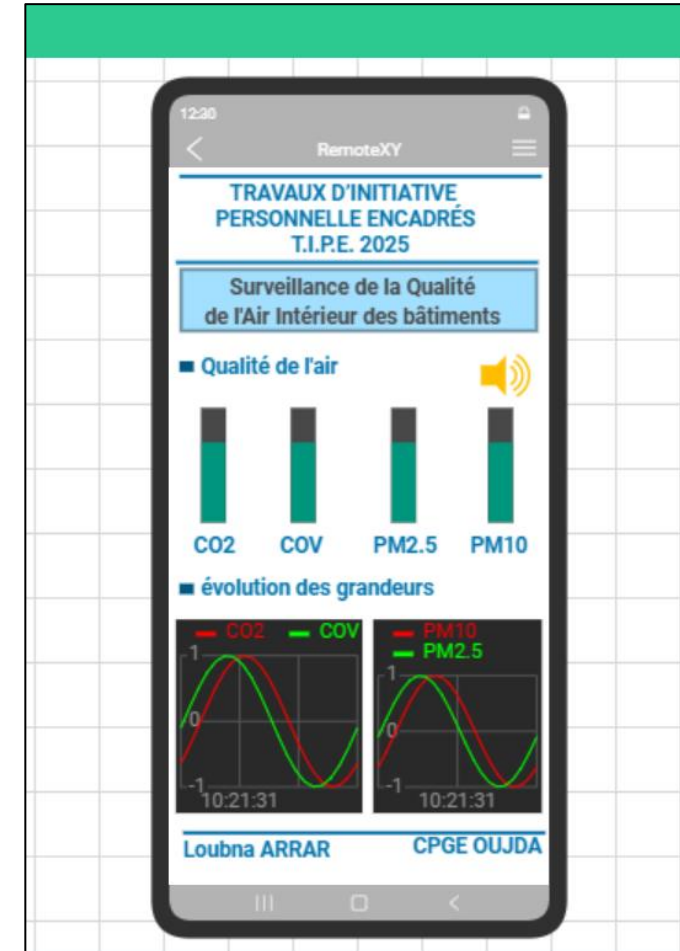 12:30
RemoteXY
TRAVAUX D'INITIATIVE
PERSONNELLE ENCADRÉS
T.I.P.E. 2025
Surveillance de la Qualité
de l'Air Intérieur des bâtiments
Qualité de l'air
CO2 COV PM2.5 PM10
évolution des grandeurs
CO2 COV
1
0
-1
10:21:31
PM10
PM2.5
1
0
-1
10:21:31
Loubna ARRAR CPGE OUJDA